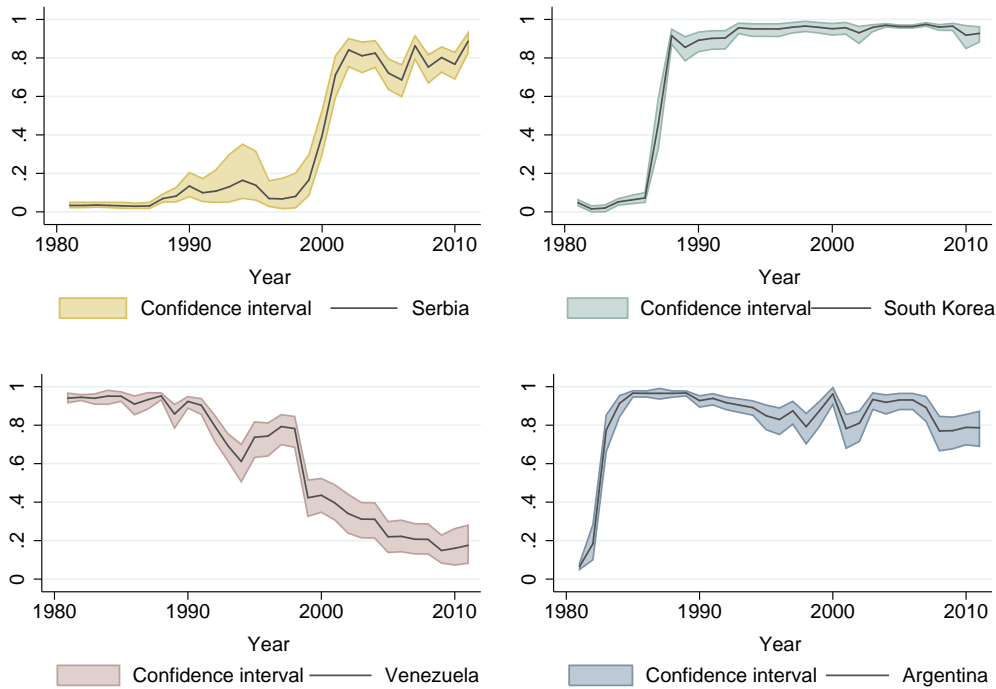 1
.8
.6
.4
.2
0
1980 1990 2000 2010
Year
Confidence interval Serbia
1
.8
.6
.4
.2
0
1980 1990 2000 2010
Year
Confidence interval South Korea
1
.8
.6
.4
.2
0
1980 1990 2000 2010
Year
Confidence interval Venezuela
1
.8
.6
.4
.2
0
1980 1990 2000 2010
Year
Confidence interval Argentina